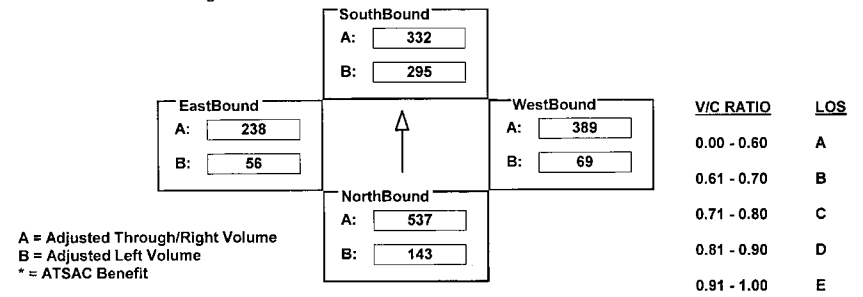 SouthBound
A: 332
B: 295
EastBound
A: 238
B: 56
WestBound
A: 389
B: 69
NorthBound
A: 537
B: 143
A = Adjusted Through/Right Volume
B = Adjusted Left Volume
* = ATSAC Benefit
V/C RATIO LOS
0.00 - 0.60 A
0.61 - 0.70 B
0.71 - 0.80 C
0.81 - 0.90 D
0.91 - 1.00 E